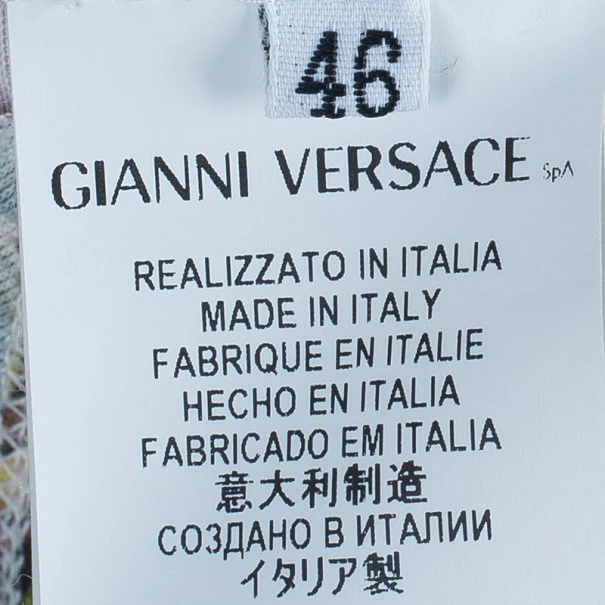 46
GIANNI VERSACE SpA
REALIZZATO IN ITALIA
MADE IN ITALY
FABRIQUE EN ITALIE
HECHO EN ITALIA
FABRICADO EM ITALIA
意大利制造
СОЗДАНО В ИТАЛИИ
イタリア製